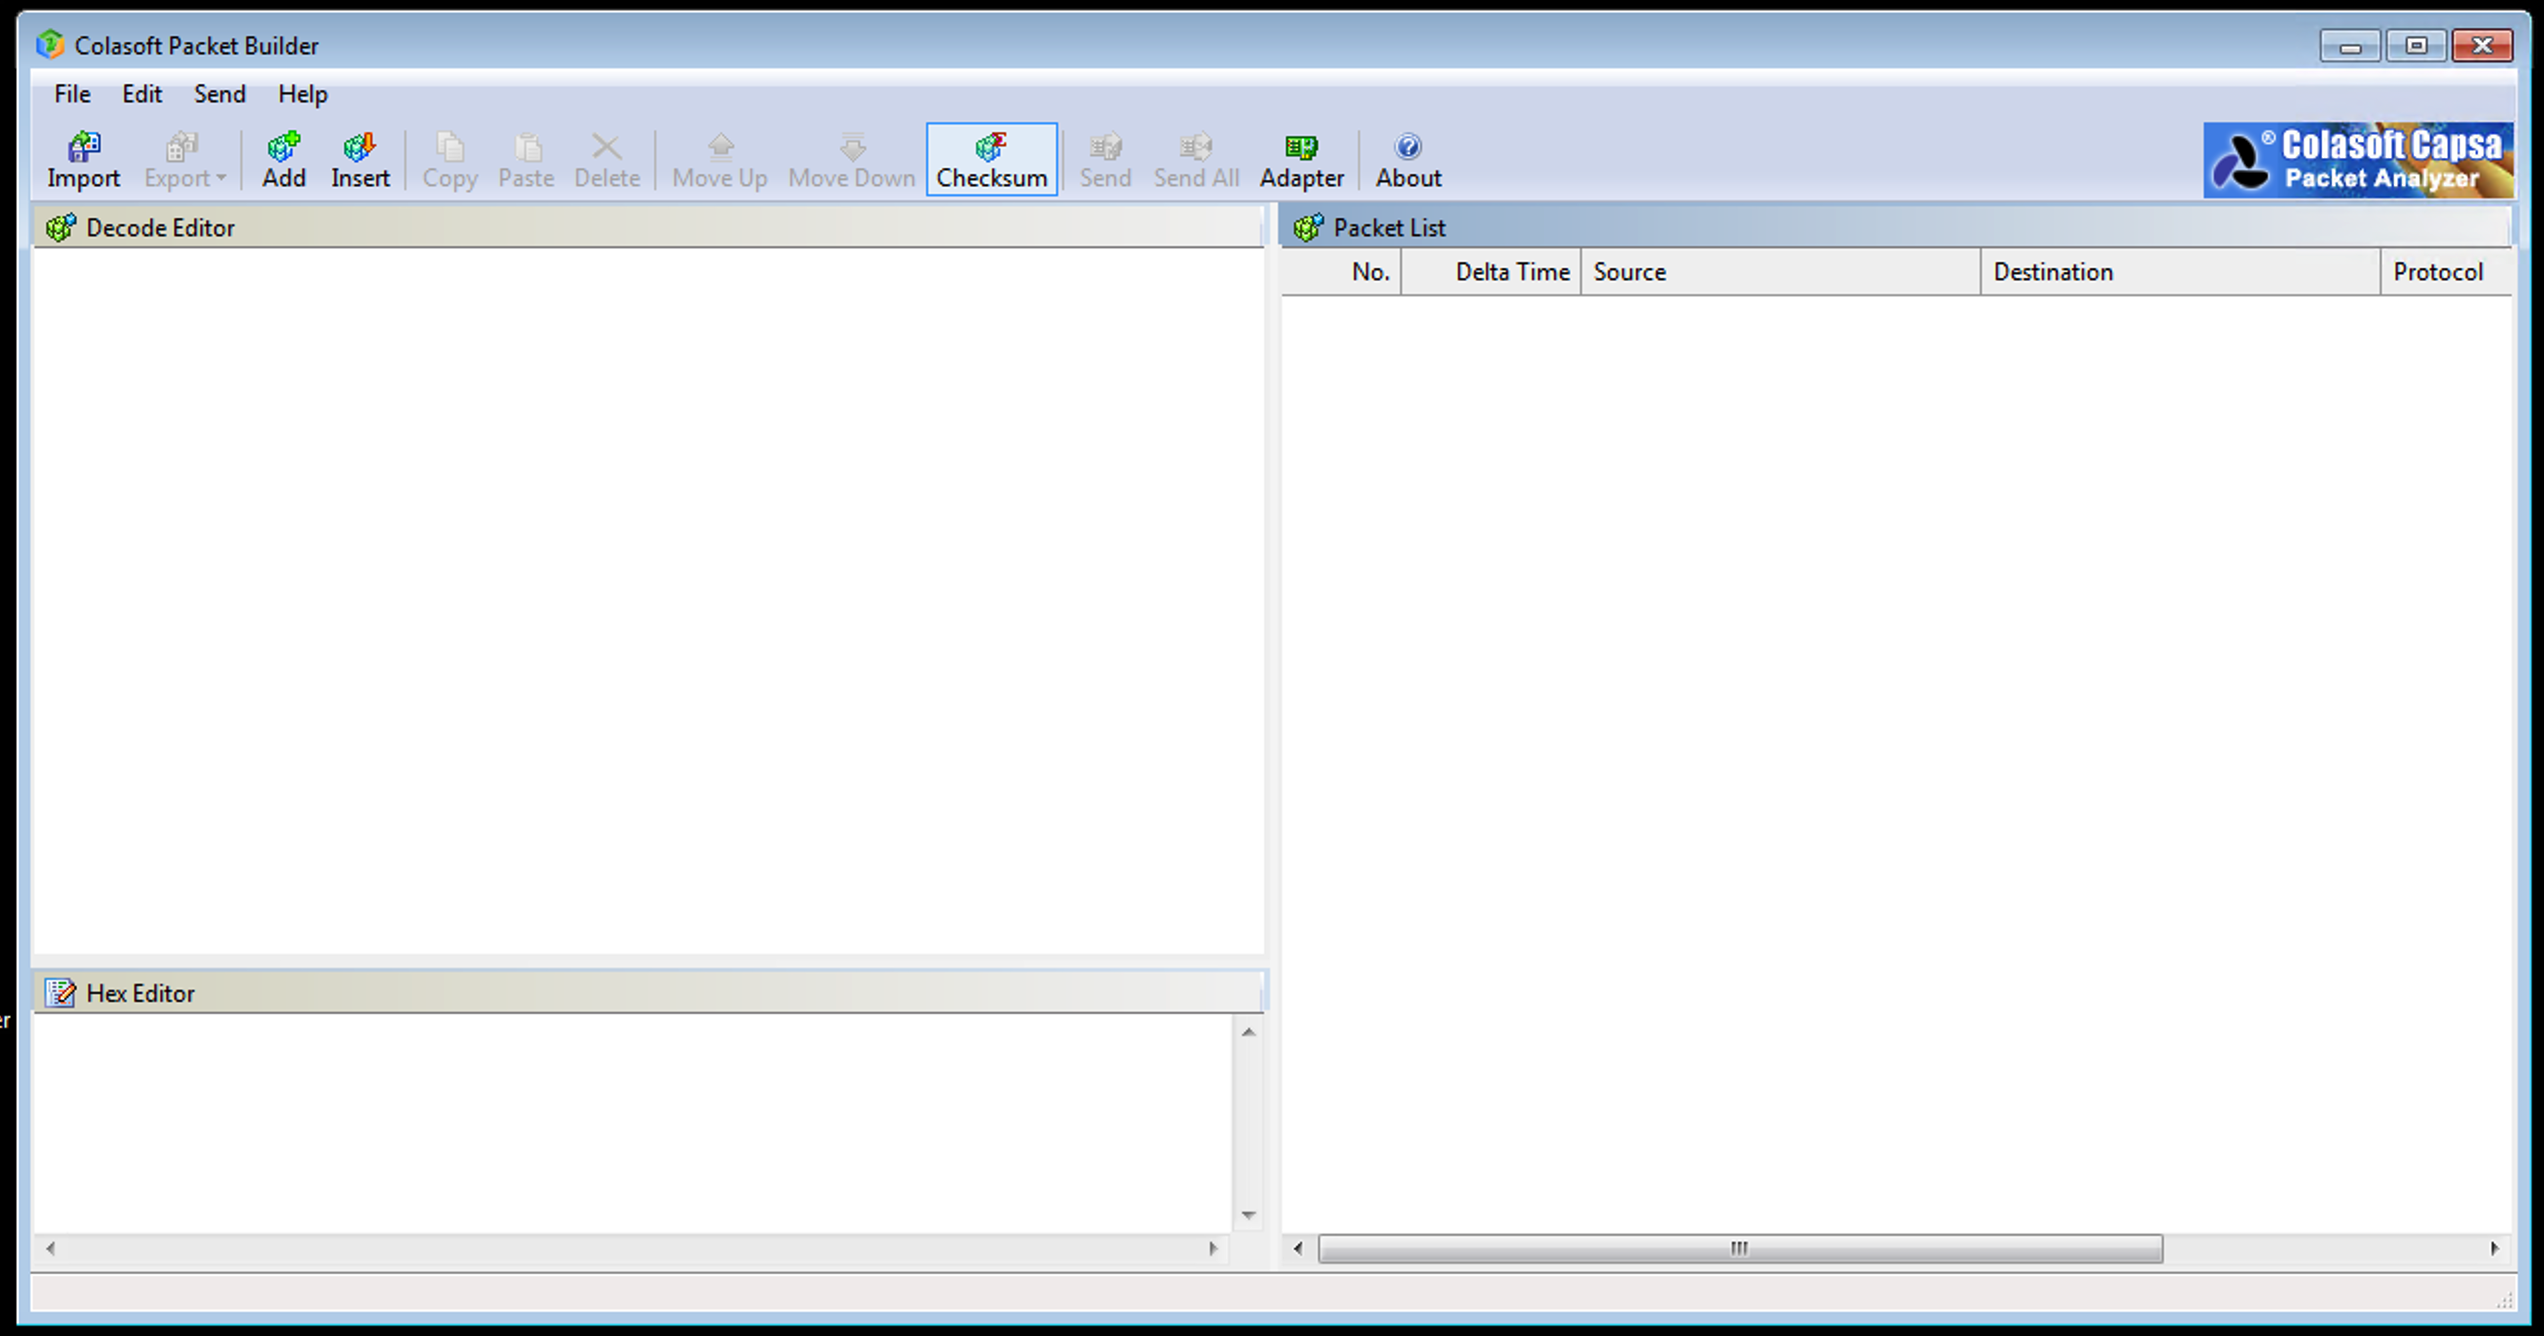 Colasoft Packet Builder
File Edit Send Help
Import Export Add Insert Copy Paste Delete Move Up Move Down Checksum Send Send All Adapter About
® Colasoft Capsa
Packet Analyzer
Decode Editor
Packet List
No. Delta Time Source Destination Protocol
Hex Editor
er